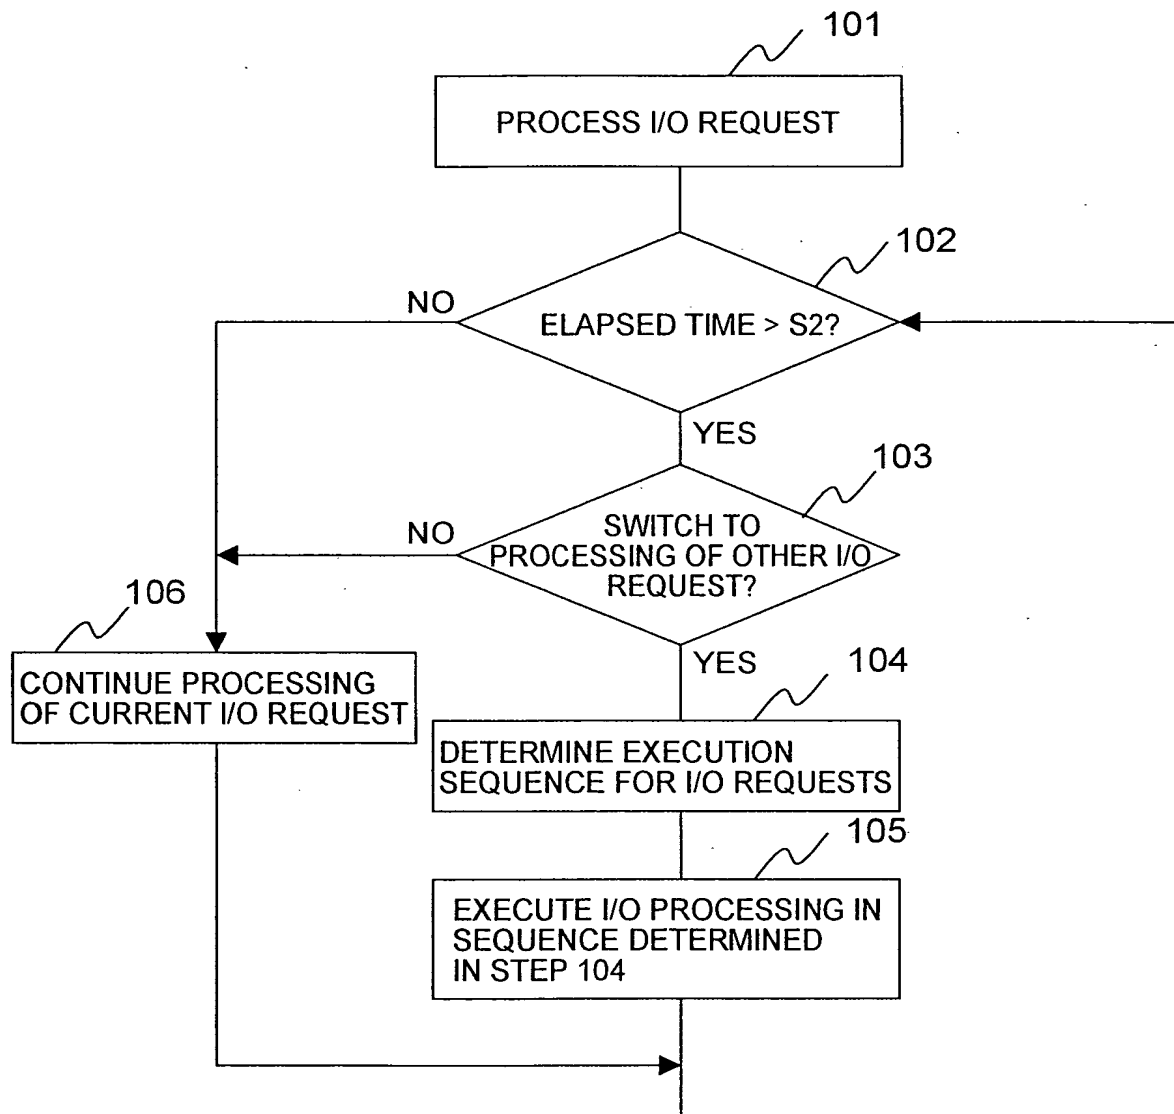 101
PROCESS I/O REQUEST
102
NO
ELAPSED TIME > S2?
YES
103
NO
SWITCH TO
PROCESSING OF OTHER I/O
REQUEST?
106
YES
104
CONTINUE PROCESSING
OF CURRENT I/O REQUEST
DETERMINE EXECUTION
SEQUENCE FOR I/O REQUESTS
105
EXECUTE I/O PROCESSING IN
SEQUENCE DETERMINED
IN STEP 104